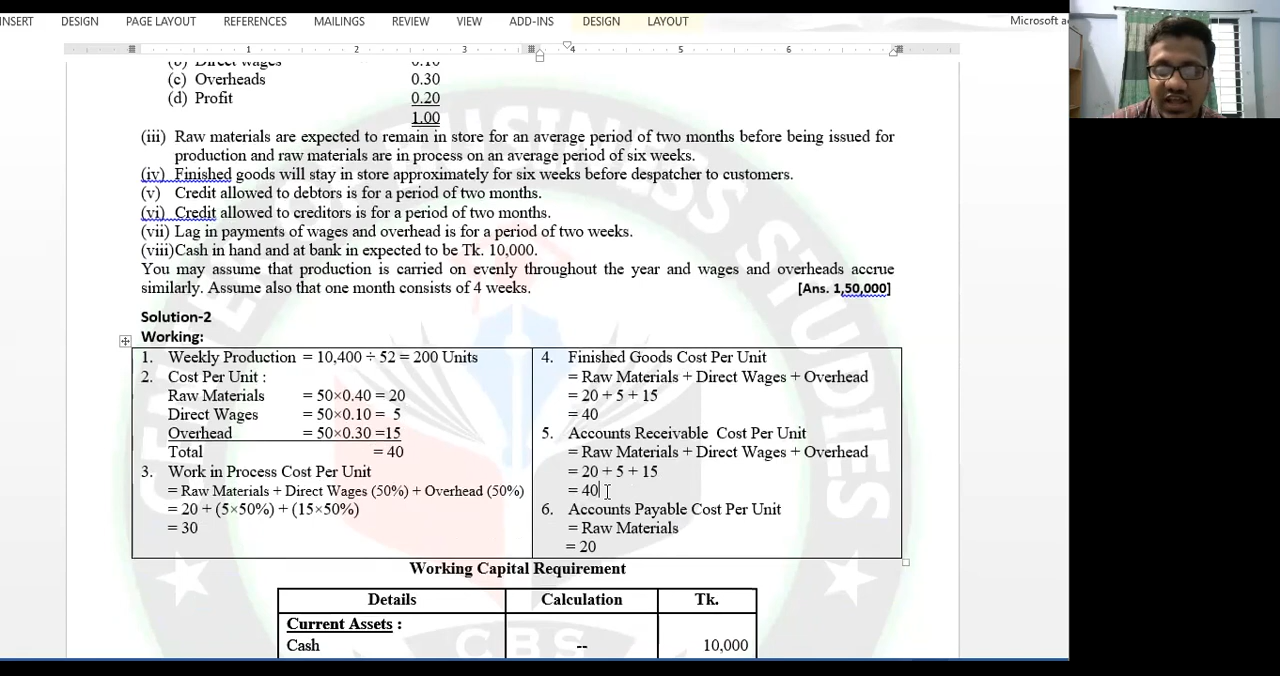 INSERT DESIGN PAGE LAYOUT REFERENCES MAILINGS REVIEW VIEW ADD-INS DESIGN LAYOUT Microsoft a
1 2 3 4 5 6
(b) Direct wages 0.10
(c) Overheads 0.30
(d) Profit 0.20
1.00
(iii) Raw materials are expected to remain in store for an average period of two months before being issued for
production and raw materials are in process on an average period of six weeks.
(iv) Finished goods will stay in store approximately for six weeks before despatcher to customers.
(v) Credit allowed to debtors is for a period of two months.
(vi) Credit allowed to creditors is for a period of two months.
(vii) Lag in payments of wages and overhead is for a period of two weeks.
(viii)Cash in hand and at bank in expected to be Tk. 10,000.
You may assume that production is carried on evenly throughout the year and wages and overheads accrue
similarly. Assume also that one month consists of 4 weeks. [Ans. 1,50,000]
Solution-2
Working:
1. Weekly Production = 10,400 ÷ 52 = 200 Units
2. Cost Per Unit :
Raw Materials = 50×0.40 = 20
Direct Wages = 50×0.10 = 5
Overhead = 50×0.30 =15
Total = 40
3. Work in Process Cost Per Unit
= Raw Materials + Direct Wages (50%) + Overhead (50%)
= 20 + (5×50%) + (15×50%)
= 30
4. Finished Goods Cost Per Unit
= Raw Materials + Direct Wages + Overhead
= 20 + 5 + 15
= 40
5. Accounts Receivable Cost Per Unit
= Raw Materials + Direct Wages + Overhead
= 20 + 5 + 15
= 40
6. Accounts Payable Cost Per Unit
= Raw Materials
= 20
Working Capital Requirement
Details Calculation Tk.
Current Assets :
Cash -- 10,000
CBS